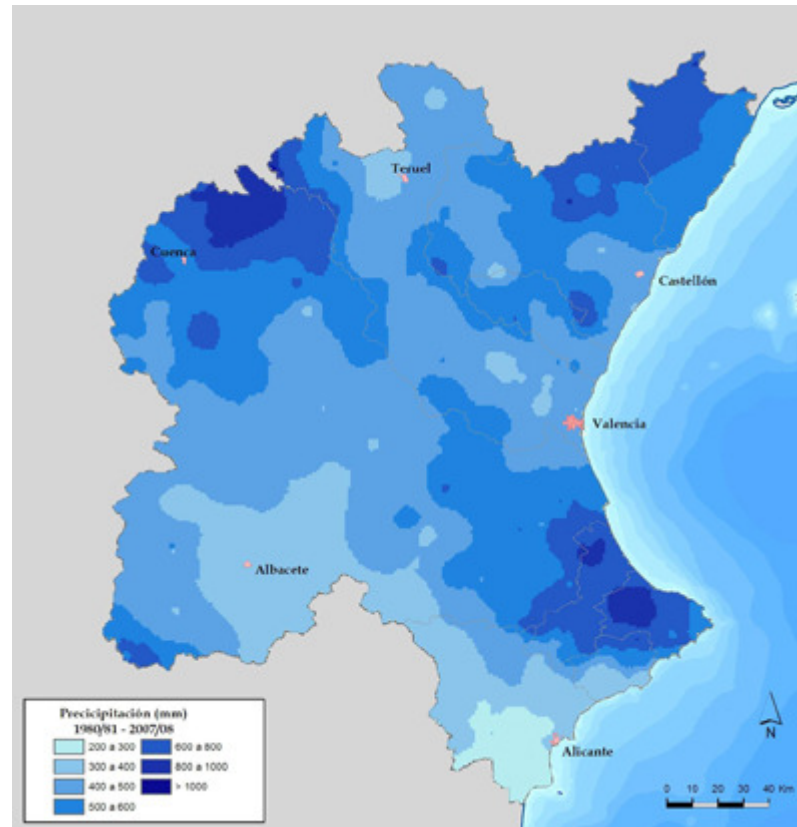 Teruel
Cuenca
Castellón
Valencia
Albacete
Alicante
Precicipitación (mm)
1980/81 - 2007/08
200 a 300 600 a 800
300 a 400 800 a 1000
400 a 500 > 1000
500 a 600
N
0 10 20 30 40 Km